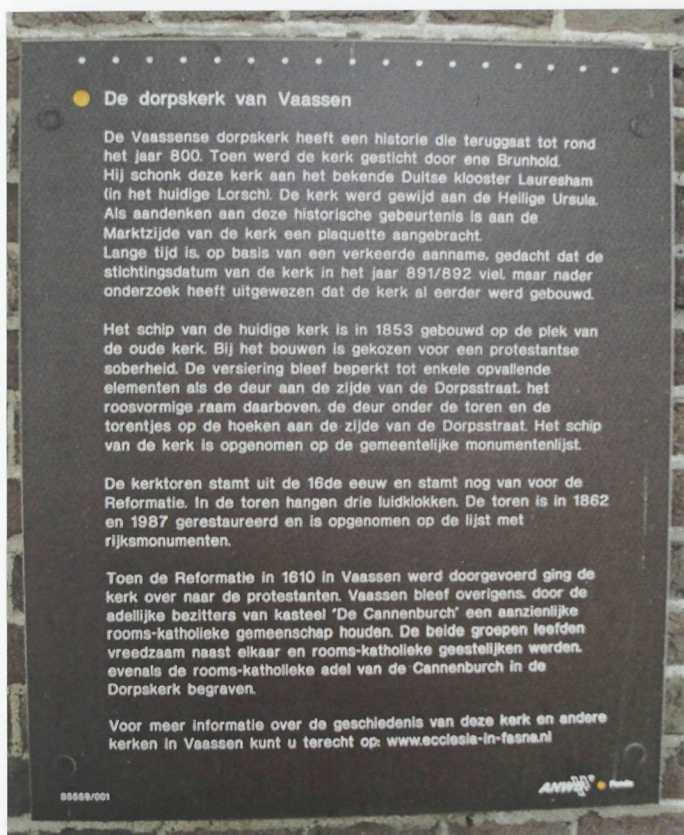 De dorpskerk van Vaassen
De Vaassense dorpskerk heeft een historie die teruggaat tot rond
het jaar 800. Toen werd de kerk gesticht door ene Brunhold.
Hij schonk deze kerk aan het bekende Duitse klooster Lauresham
(in het huidige Lorsch). De kerk werd gewijd aan de Heilige Ursula.
Als aandenken aan deze historische gebeurtenis is aan de
Marktzijde van de kerk een plaquette aangebracht.
Lange tijd is, op basis van een verkeerde aanname, gedacht dat de
stichtingsdatum van de kerk in het jaar 891/892 viel, maar nader
onderzoek heeft uitgewezen dat de kerk al eerder werd gebouwd.
Het schip van de huidige kerk is in 1853 gebouwd op de plek van
de oude kerk. Bij het bouwen is gekozen voor een protestantse
soberheid. De versiering bleef beperkt tot enkele opvallende
elementen als de deur aan de zijde van de Dorpsstraat, het
roosvormige raam daarboven, de deur onder de toren en de
torentjes op de hoeken aan de zijde van de Dorpsstraat. Het schip
van de kerk is opgenomen op de gemeentelijke monumentenlijst.
De kerktoren stamt uit de 16de eeuw en stamt nog van voor de
Reformatie. In de toren hangen drie luidklokken. De toren is in 1862
en 1987 gerestaureerd en is opgenomen op de lijst met
rijksmonumenten.
Toen de Reformatie in 1610 in Vaassen werd doorgevoerd ging de
kerk over naar de protestanten. Vaassen bleef overigens, door de
adellijke bezitters van kasteel 'De Cannenburch' een aanzienlijke
rooms-katholieke gemeenschap houden. De beide groepen leefden
vreedzaam naast elkaar en rooms-katholieke geestelijken werden,
evenals de rooms-katholieke adel van de Cannenburch in de
Dorpskerk begraven.
Voor meer informatie over de geschiedenis van deze kerk en andere
kerken in Vaassen kunt u terecht op: www.ecclesia-in-fasna.nl
35569/001 ANWB Fonds